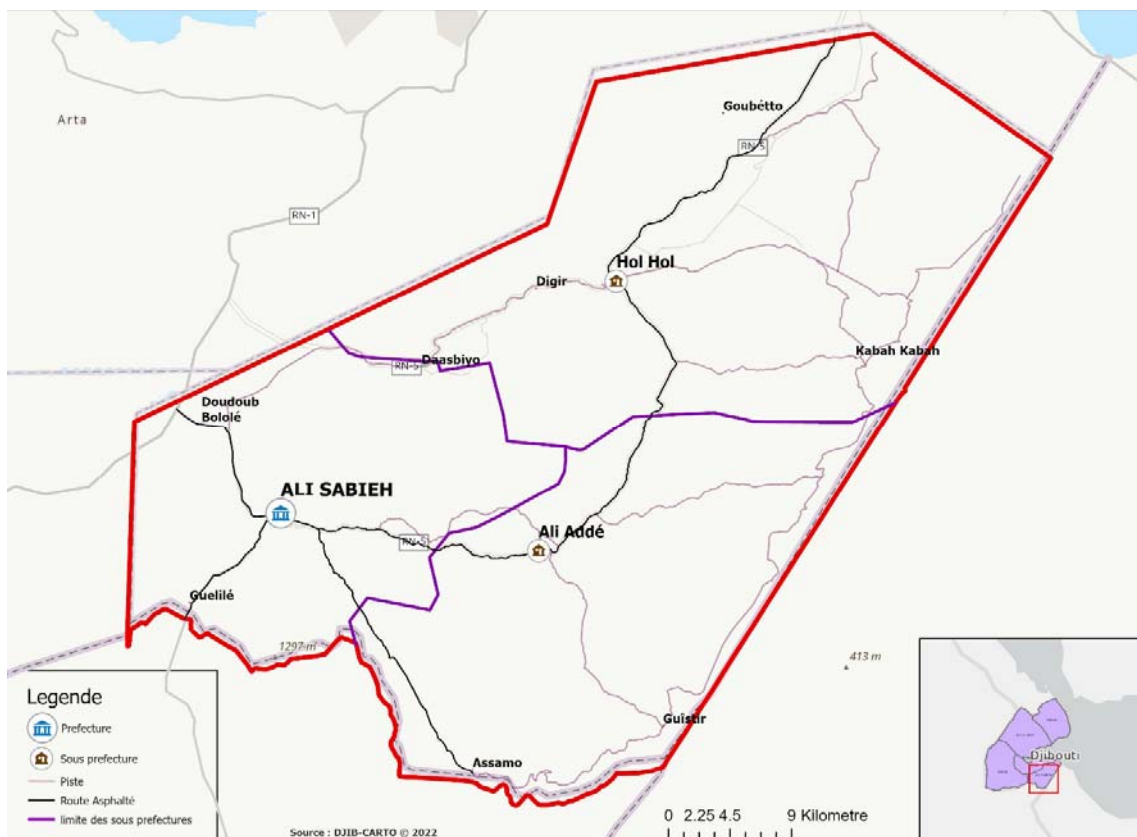 Arta
Goubétto
RN-5
RN-1
Hol Hol
Digir
Kabah Kabah
Daasbiyo
RN-5
Doudoub
Bololé
ALI SABIEH
RN-5
Ali Addé
Guelilé
1297 m
413 m
Guîstir
Assamo
Legende
Prefecture
Sous prefecture
Piste
Route Asphalté
limite des sous prefectures
Source : DJIB-CARTO © 2022
0 2.25 4.5 9 Kilometre
Djibouti